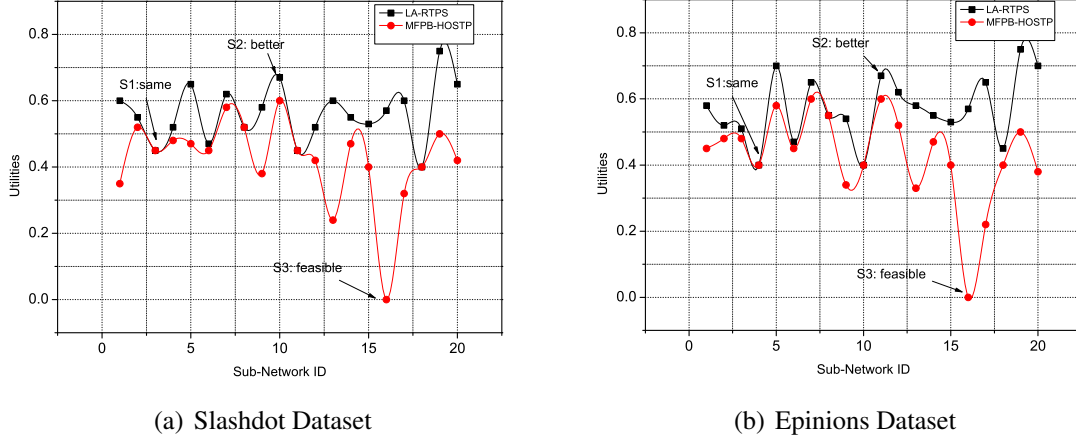 LA-RTPS
MFPB-HOSTP
S1:same
S2: better
S3: feasible
0.8
0.6
0.4
0.2
0.0
Utilities
0
5
10
15
20
Sub-Network ID
(a) Slashdot Dataset
LA-RTPS
MFPB-HOSTP
S1:same
S2: better
S3: feasible
0.8
0.6
0.4
0.2
0.0
Utilities
0
5
10
15
20
Sub-Network ID
(b) Epinions Dataset